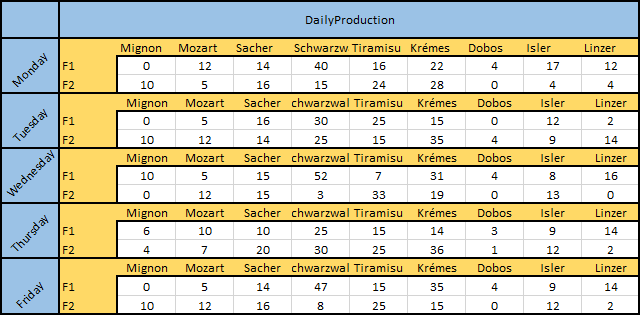 DailyProduction
Monday
Mignon Mozart Sacher Schwarzw Tiramisu Krémes Dobos Isler Linzer
F1 0 12 14 40 16 22 4 17 12
F2 10 5 16 15 24 28 0 4 4
Tuesday
Mignon Mozart Sacher chwarzwal Tiramisu Krémes Dobos Isler Linzer
F1 0 5 16 30 25 15 0 12 2
F2 10 12 14 25 15 35 4 9 14
Wednesday
Mignon Mozart Sacher chwarzwal Tiramisu Krémes Dobos Isler Linzer
F1 10 5 15 52 7 31 4 8 16
F2 0 12 15 3 33 19 0 13 0
Thursday
Mignon Mozart Sacher chwarzwal Tiramisu Krémes Dobos Isler Linzer
F1 6 10 10 25 15 14 3 9 14
F2 4 7 20 30 25 36 1 12 2
Friday
Mignon Mozart Sacher chwarzwal Tiramisu Krémes Dobos Isler Linzer
F1 0 5 14 47 15 35 4 9 14
F2 10 12 16 8 25 15 0 12 2